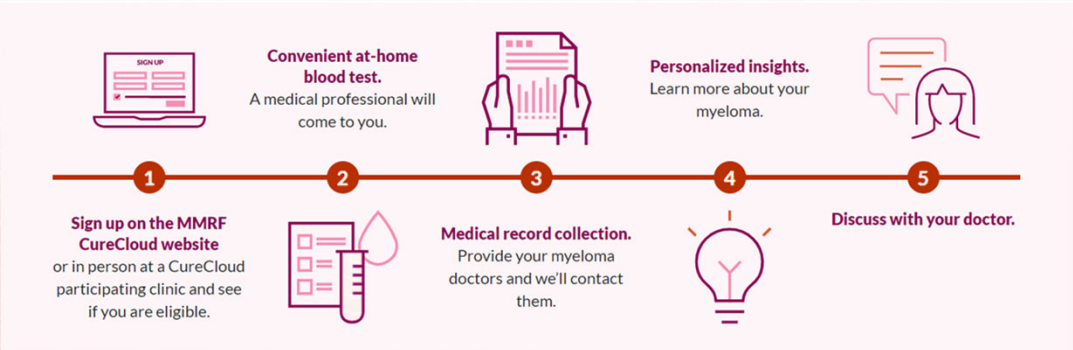 SIGN UP
1
Sign up on the MMRF
CureCloud website
or in person at a CureCloud
participating clinic and see
if you are eligible.
Convenient at-home
blood test.
A medical professional will
come to you.
2
3
Medical record collection.
Provide your myeloma
doctors and we'll contact
them.
Personalized insights.
Learn more about your
myeloma.
4
5
Discuss with your doctor.